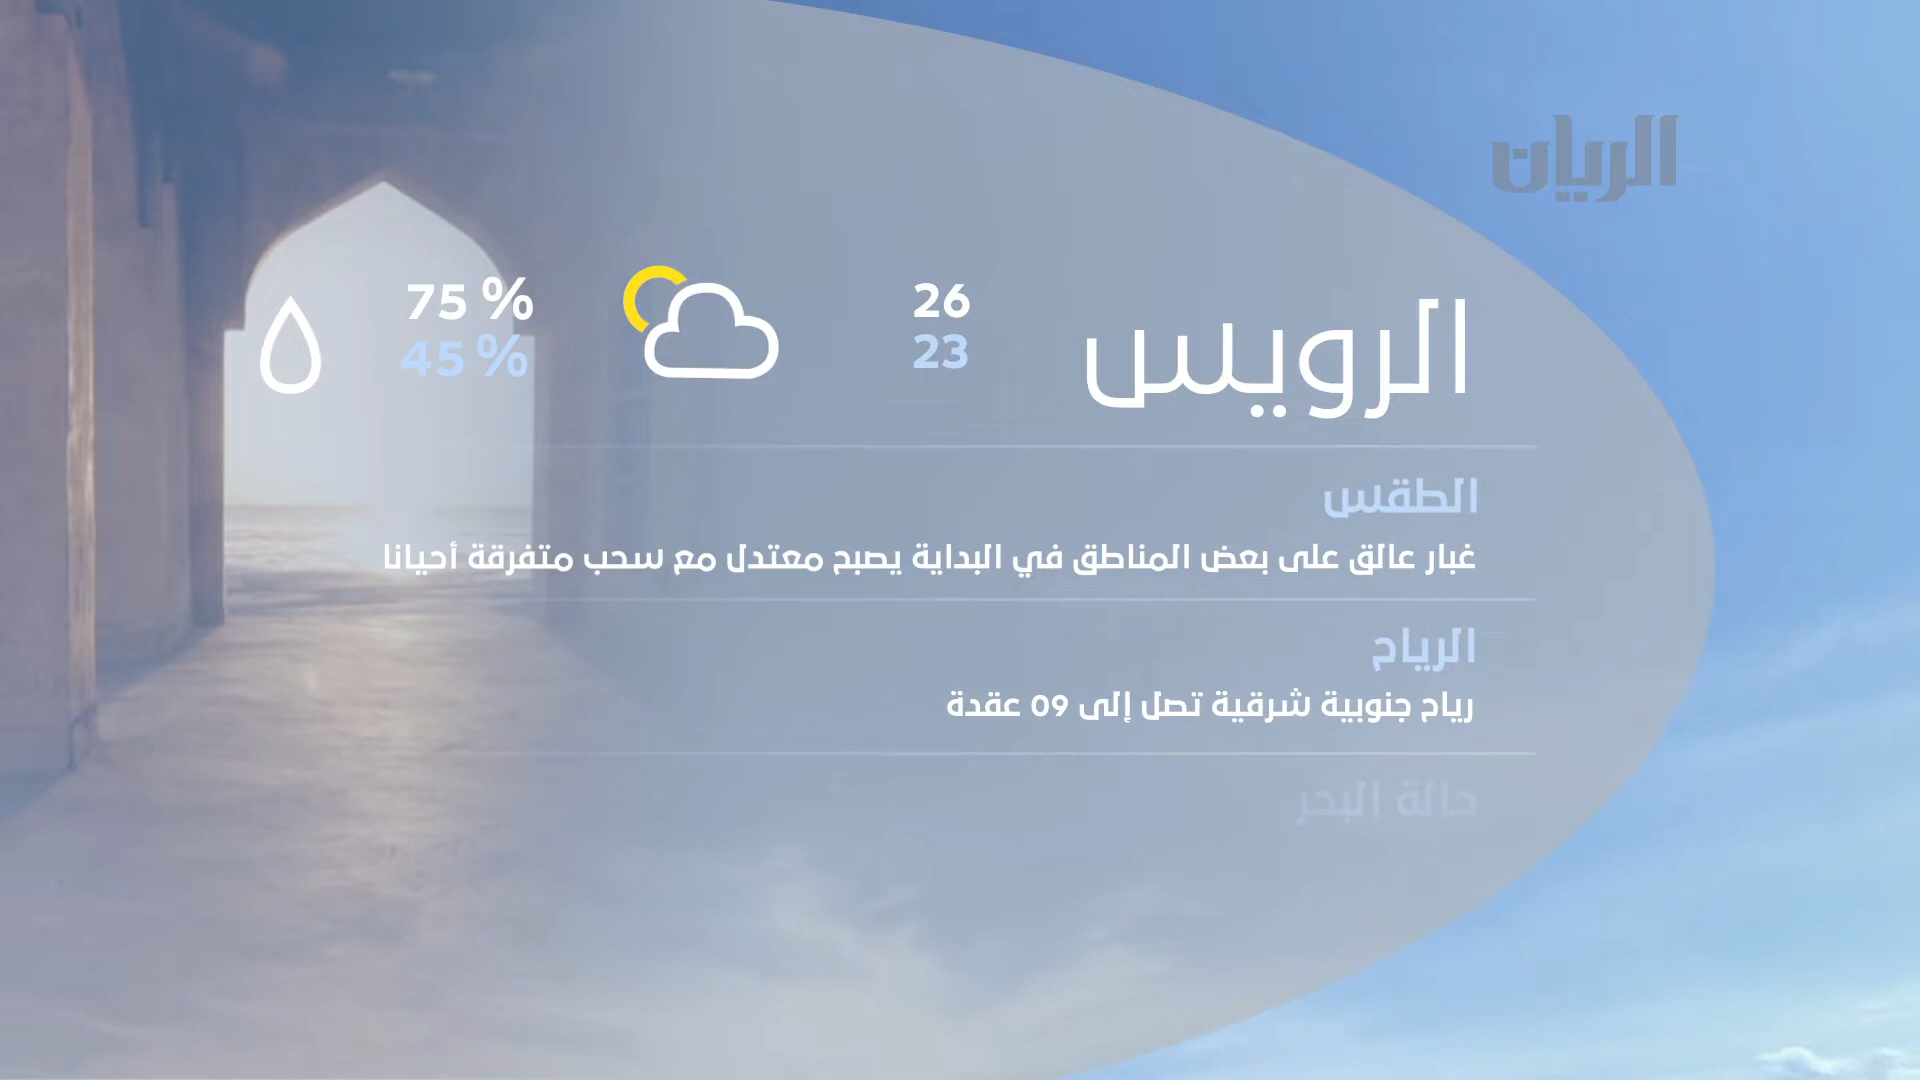 الريان
الرويس
26
23
75 %
45 %
الطقس
غبار عالق على بعض المناطق في البداية يصبح معتدل مع سحب متفرقة أحيانا
الرياح
رياح جنوبية شرقية تصل إلى 09 عقدة
حالة البحر